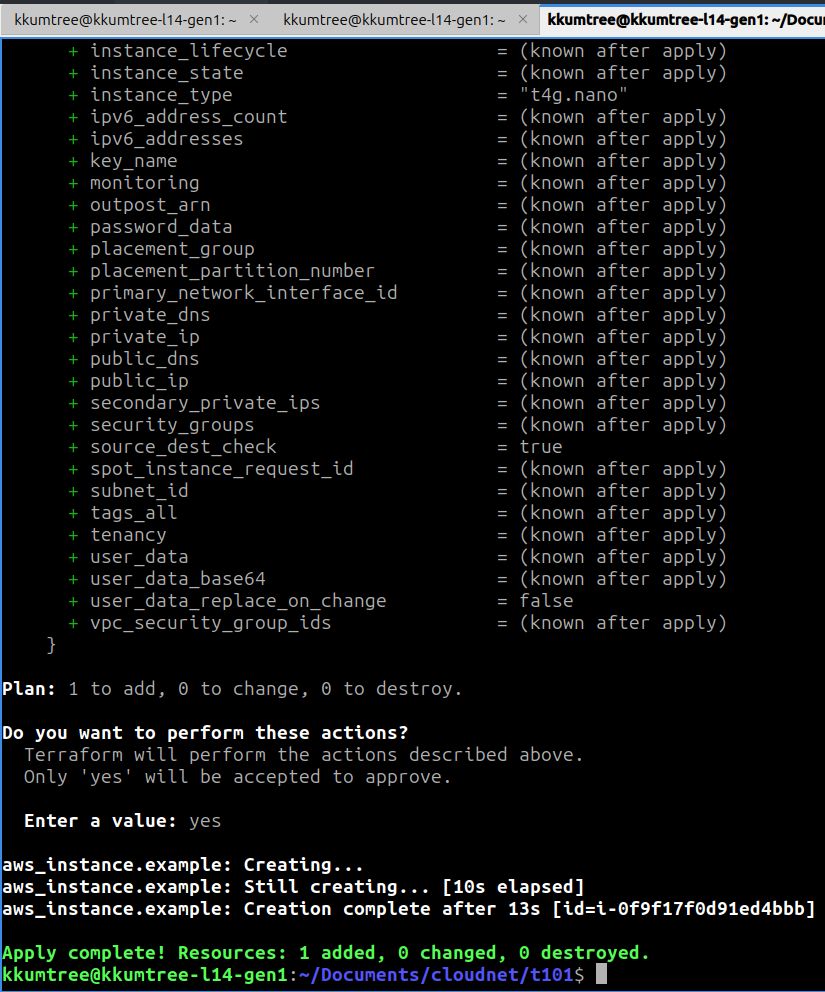 kkumtree@kkumtree-l14-gen1: ~ × kkumtree@kkumtree-l14-gen1: ~ × kkumtree@kkumtree-l14-gen1: ~/Docu
+ instance_lifecycle = (known after apply)
+ instance_state = (known after apply)
+ instance_type = "t4g.nano"
+ ipv6_address_count = (known after apply)
+ ipv6_addresses = (known after apply)
+ key_name = (known after apply)
+ monitoring = (known after apply)
+ outpost_arn = (known after apply)
+ password_data = (known after apply)
+ placement_group = (known after apply)
+ placement_partition_number = (known after apply)
+ primary_network_interface_id = (known after apply)
+ private_dns = (known after apply)
+ private_ip = (known after apply)
+ public_dns = (known after apply)
+ public_ip = (known after apply)
+ secondary_private_ips = (known after apply)
+ security_groups = (known after apply)
+ source_dest_check = true
+ spot_instance_request_id = (known after apply)
+ subnet_id = (known after apply)
+ tags_all = (known after apply)
+ tenancy = (known after apply)
+ user_data = (known after apply)
+ user_data_base64 = (known after apply)
+ user_data_replace_on_change = false
+ vpc_security_group_ids = (known after apply)
}
Plan: 1 to add, 0 to change, 0 to destroy.
Do you want to perform these actions?
Terraform will perform the actions described above.
Only 'yes' will be accepted to approve.
Enter a value: yes
aws_instance.example: Creating...
aws_instance.example: Still creating... [10s elapsed]
aws_instance.example: Creation complete after 13s [id=i-0f9f17f0d91ed4bbb]
Apply complete! Resources: 1 added, 0 changed, 0 destroyed.
kkumtree@kkumtree-l14-gen1:~/Documents/cloudnet/t101$